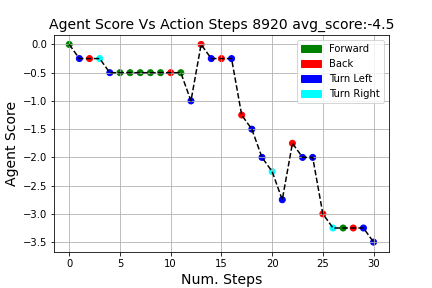 Agent Score Vs Action Steps 8920 avg_score:-4.5
Agent Score
0.0
−0.5
−1.0
−1.5
−2.0
−2.5
−3.0
−3.5
Forward
Back
Turn Left
Turn Right
0 5 10 15 20 25 30
Num. Steps